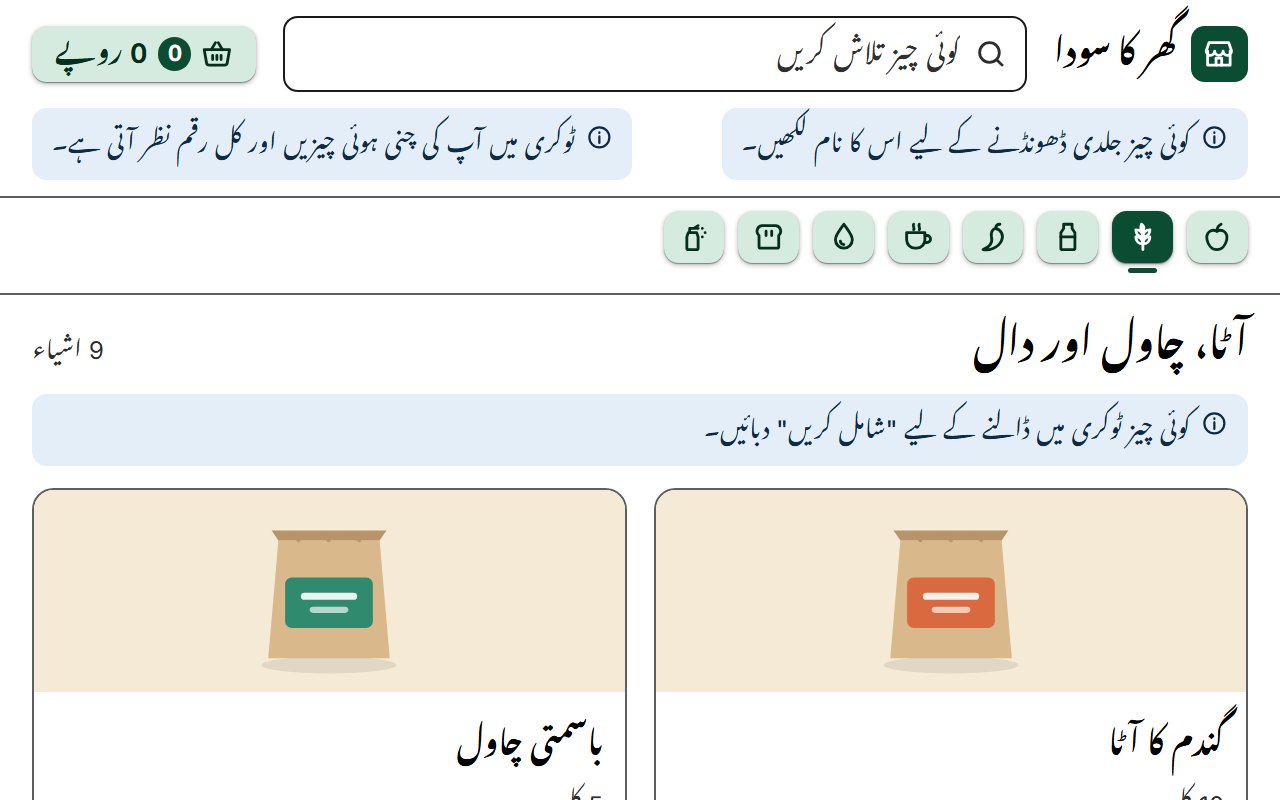 گھر کا سودا
کوئی چیز تلاش کریں
0 0 روپے
کوئی چیز جلدی ڈھونڈنے کے لیے اس کا نام لکھیں۔
ٹوکری میں آپ کی چنی ہوئی چیزیں اور کل رقم نظر آتی ہے۔
آٹا، چاول اور دال
9 اشیاء
کوئی چیز ٹوکری میں ڈالنے کے لیے "شامل کریں" دبائیں۔
گندم کا آٹا
باسمتی چاول